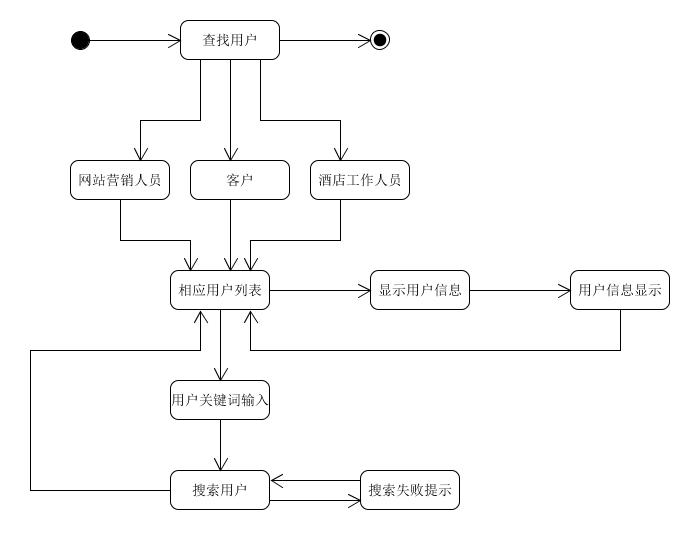 查找用户
网站营销人员
客户
酒店工作人员
相应用户列表
显示用户信息
用户信息显示
用户关键词输入
搜索用户
搜索失败提示